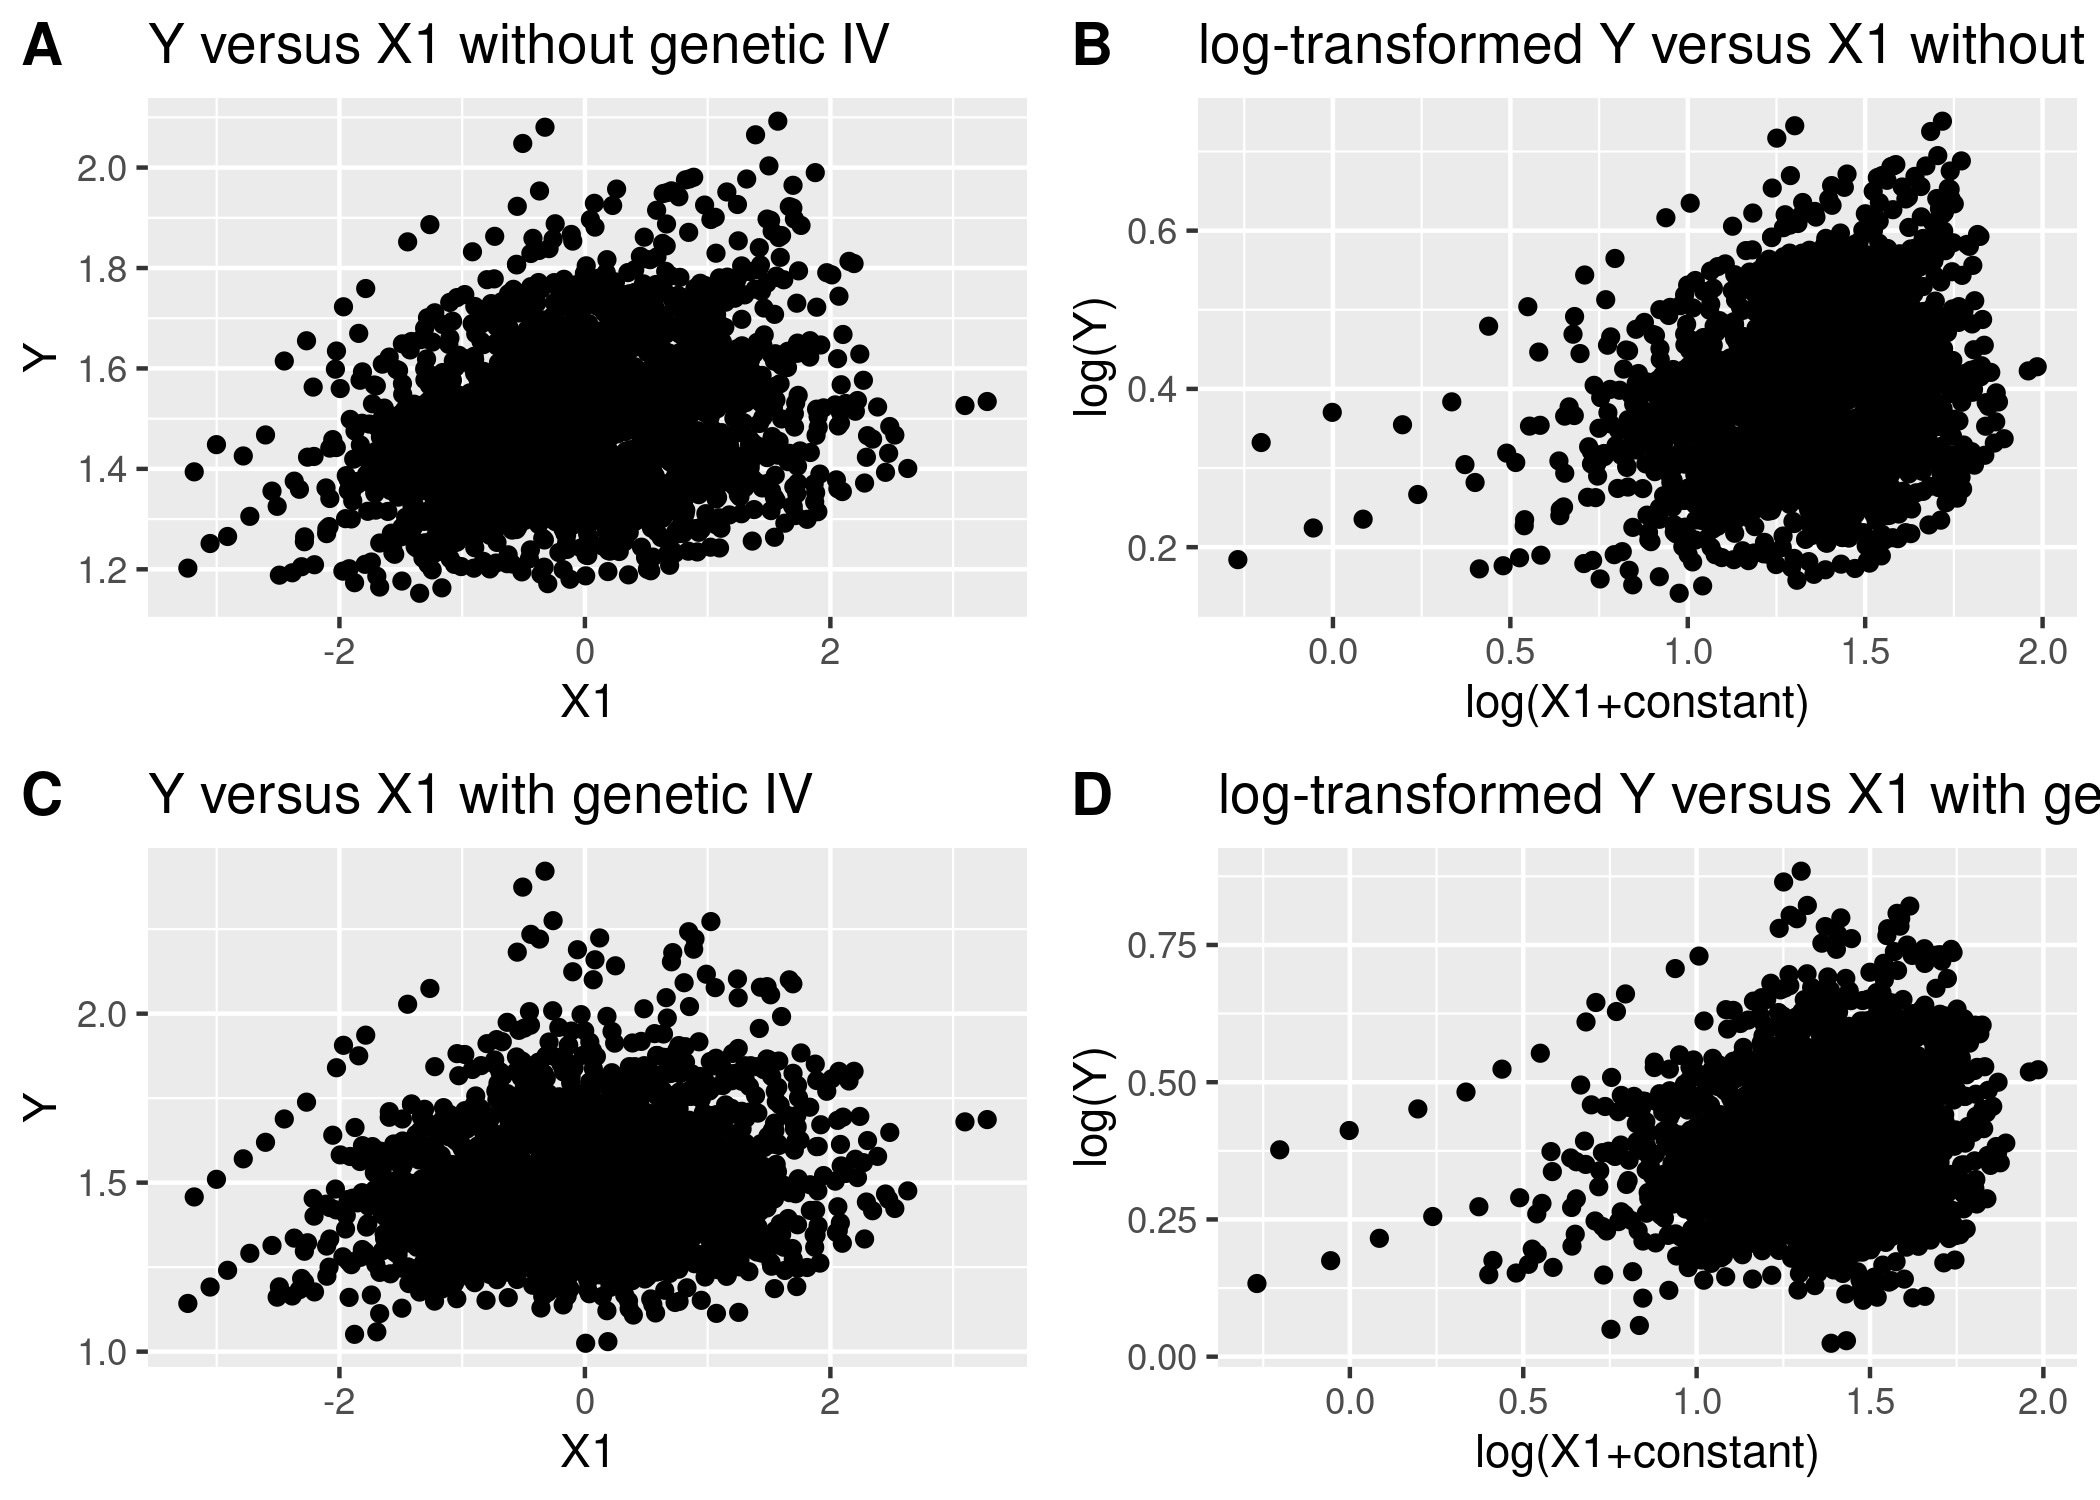 A Y versus X1 without genetic IV
Y
2.0
1.8
1.6
1.4
1.2
-2 0 2
X1
B log-transformed Y versus X1 without
log(Y)
0.6
0.4
0.2
0.0 0.5 1.0 1.5 2.0
log(X1+constant)
C Y versus X1 with genetic IV
Y
2.0
1.5
1.0
-2 0 2
X1
D log-transformed Y versus X1 with ge
log(Y)
0.75
0.50
0.25
0.00
0.0 0.5 1.0 1.5 2.0
log(X1+constant)